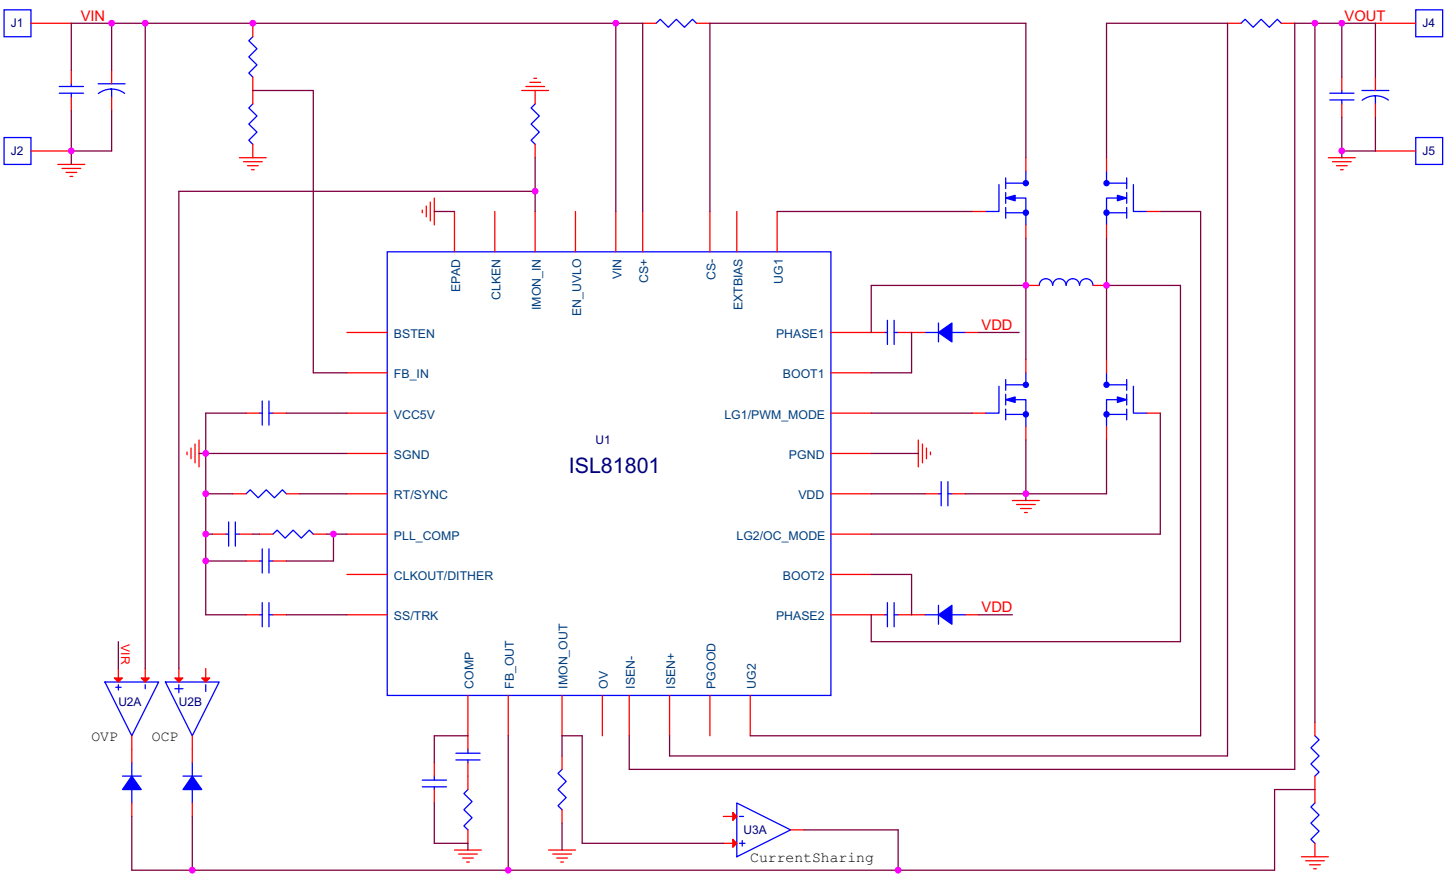 J1
VIN
VOUT
J4
J2
J5
EPAD
CLKEN
IMON_IN
EN_UVLO
VIN
CS+
CS-
EXTBIAS
UG1
BSTEN
FB_IN
VCC5V
SGND
RT/SYNC
PLL_COMP
CLKOUT/DITHER
SS/TRK
U1
ISL81801
PHASE1
BOOT1
LG1/PWM_MODE
PGND
VDD
LG2/OC_MODE
BOOT2
PHASE2
VDD
VDD
COMP
FB_OUT
IMON_OUT
OV
ISEN-
ISEN+
PGOOD
UG2
VIR
+
-
U2A
OVP
+
-
U2B
OCP
-
+
U3A
CurrentSharing